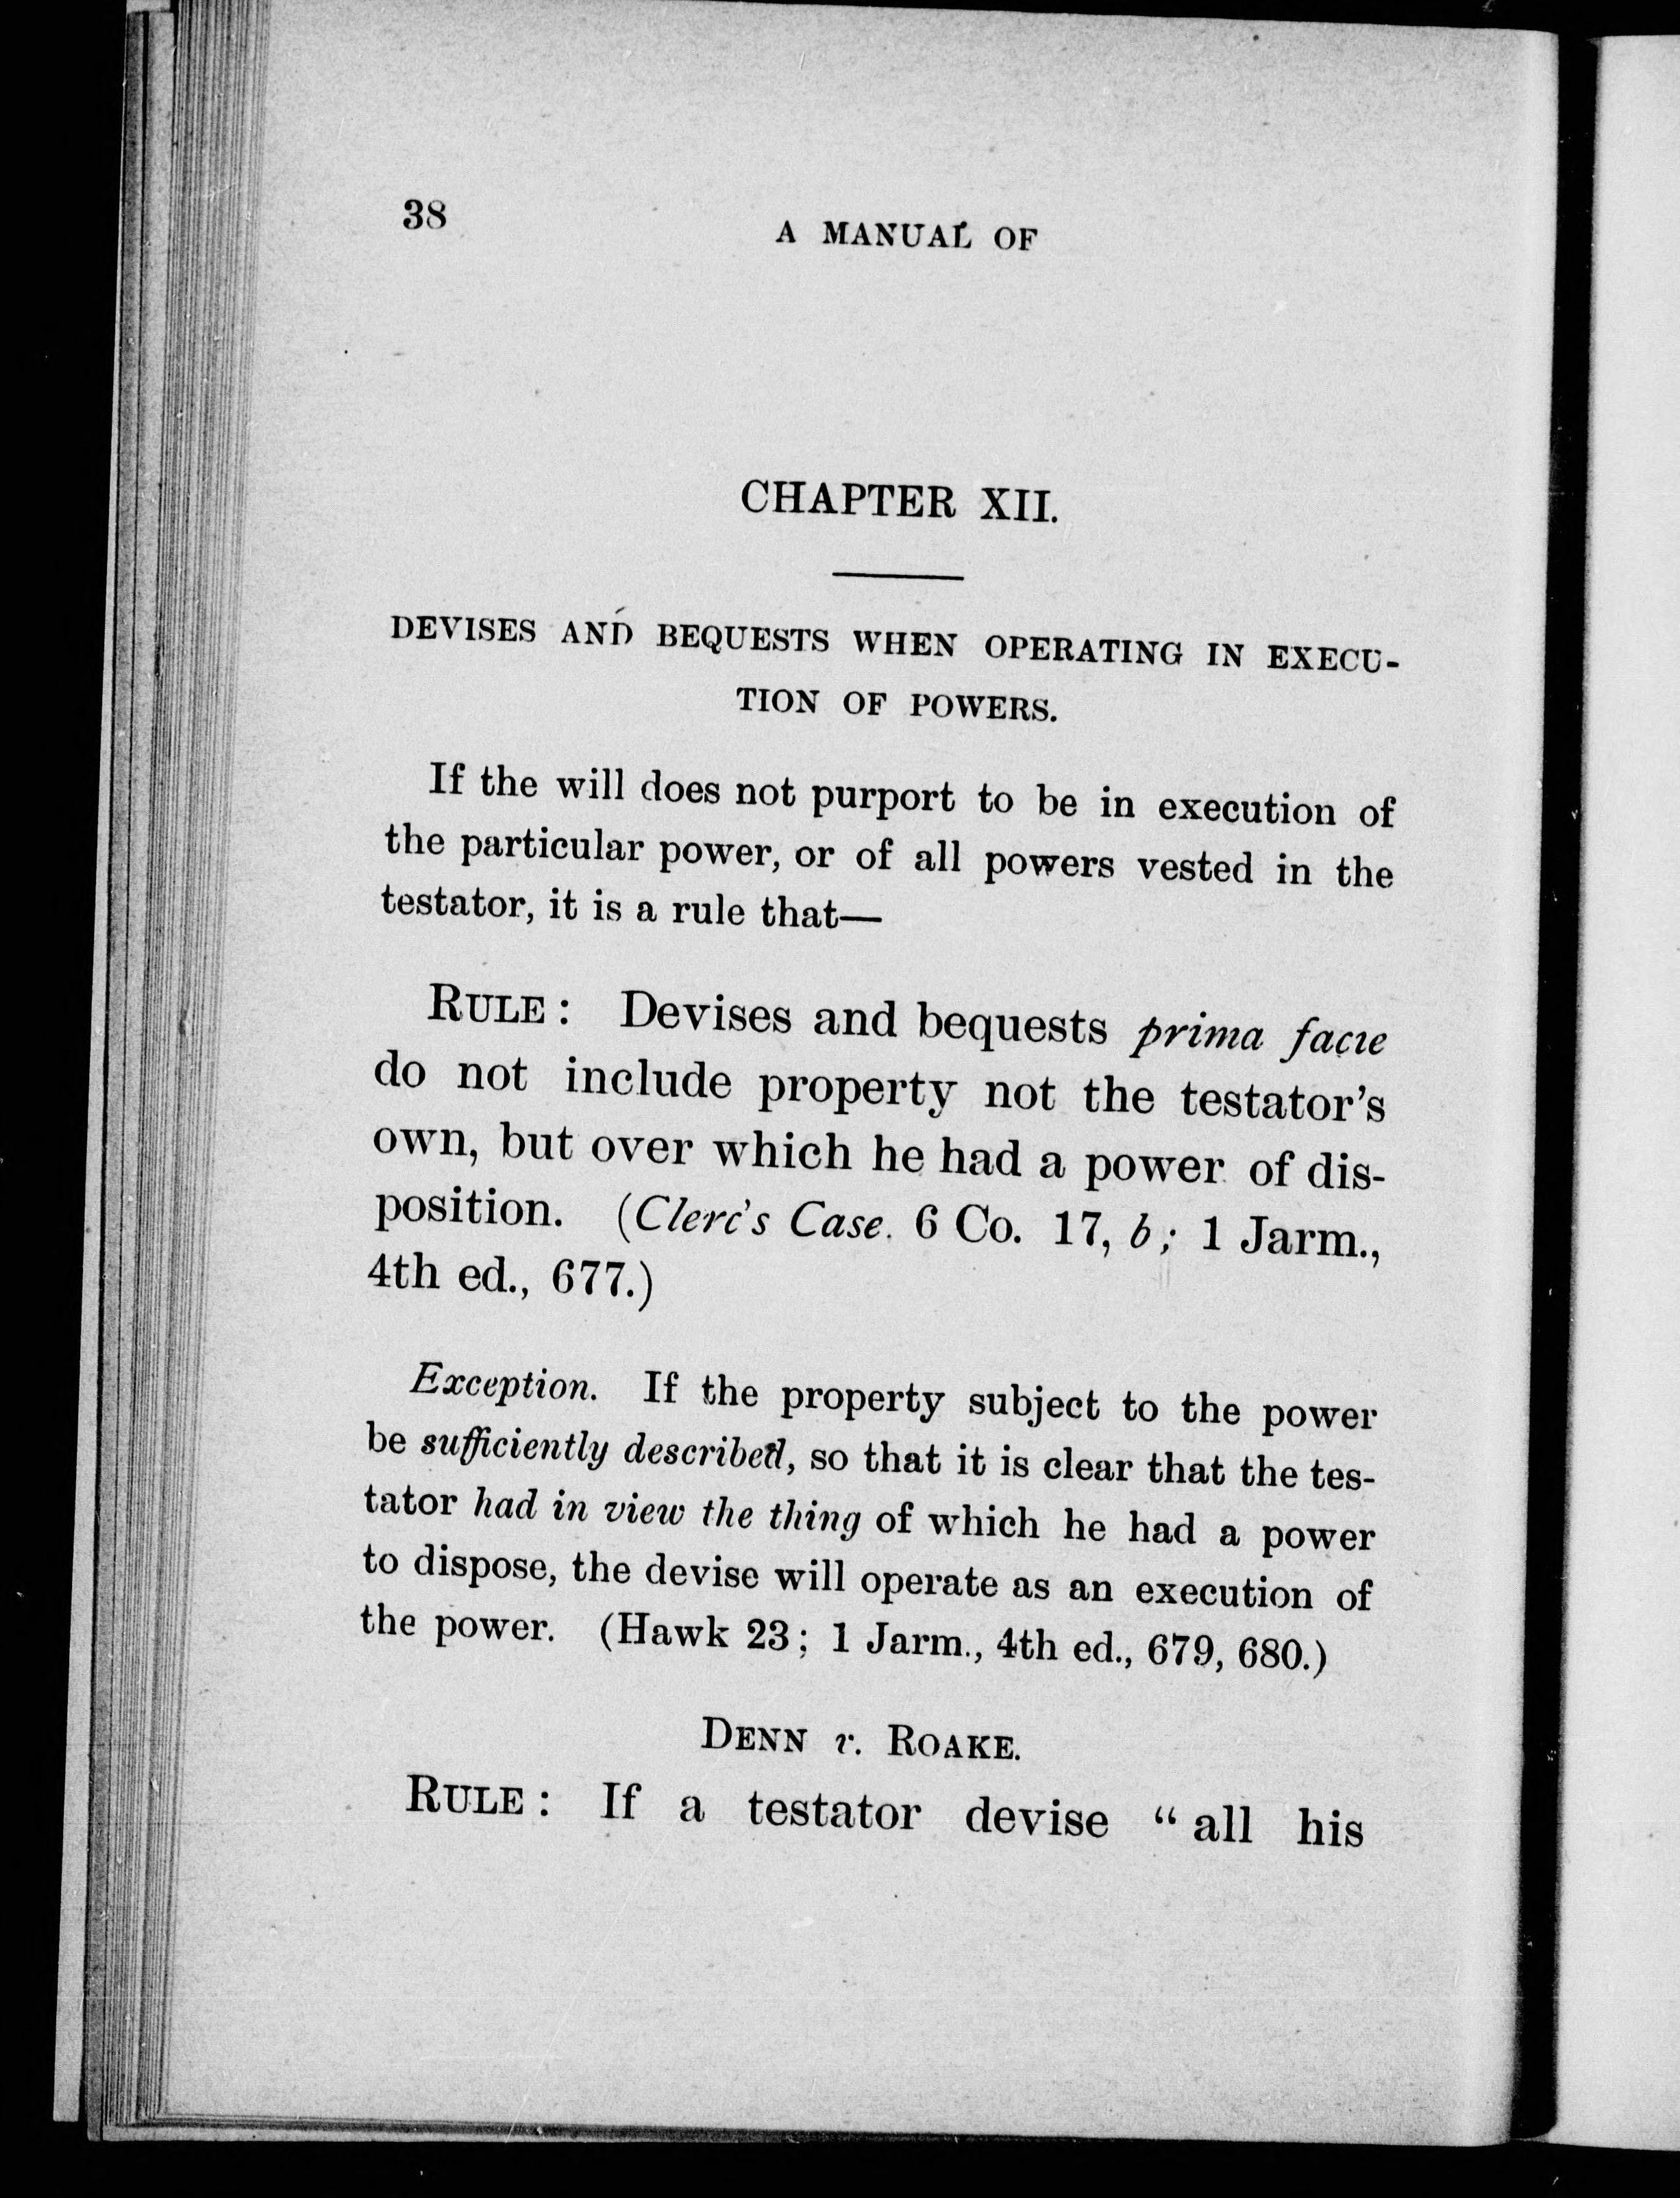 38
A MANUAL OF
CHAPTER XII.
DEVISES AND BEQUESTS WHEN OPERATING IN EXECU-
TION OF POWERS.
If the will does not purport to be in execution of
the particular power, or of all powers vested in the
testator, it is a rule that—
RULE: Devises and bequests prima facie
do not include property not the testator's
own, but over which he had a power of dis-
position. (Clere's Case. 6 Co. 17, b; 1 Jarm.,
4th ed., 677.)
Exception. If the property subject to the power
be sufficiently described, so that it is clear that the tes-
tator had in view the thing of which he had a power
to dispose, the devise will operate as an execution of
the power. (Hawk 23; 1 Jarm., 4th ed., 679, 680.)
DENN v. ROAKE.
RULE: If a testator devise "all his